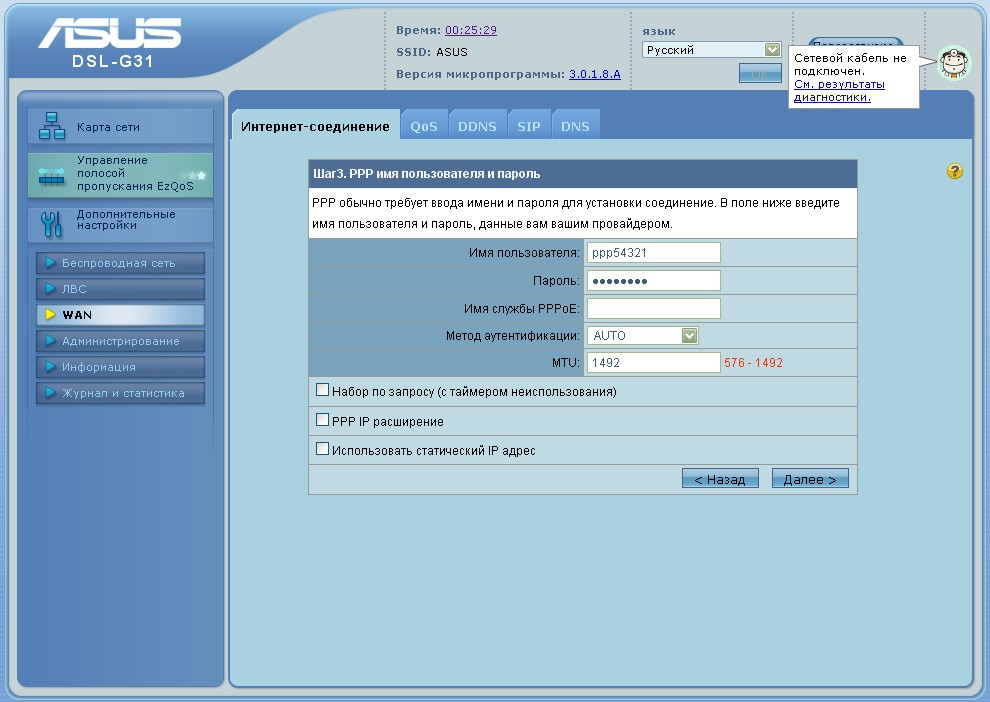 ASUS
DSL-G31
Время: 00:25:29
SSID: ASUS
Версия микропрограммы: 3.0.1.8.A
язык
Русский
Сетевой кабель не
подключен.
См. результаты
диагностики.
Карта сети
Управление
полосой
пропускания EzQoS
Дополнительные
настройки
Беспроводная сеть
ЛВС
WAN
Администрирование
Информация
Журнал и статистика
Интернет-соединение
QoS
DDNS
SIP
DNS
Шаг3. PPP имя пользователя и пароль
PPP обычно требует ввода имени и пароля для установки соединение. В поле ниже введите
имя пользователя и пароль, данные вам вашим провайдером.
Имя пользователя: ppp54321
Пароль: ••••••••
Имя службы PPPoE:
Метод аутентификации: AUTO
MTU: 1492 576 - 1492
Набор по запросу (с таймером неиспользования)
PPP IP расширение
Использовать статический IP адрес
< Назад
Далее >